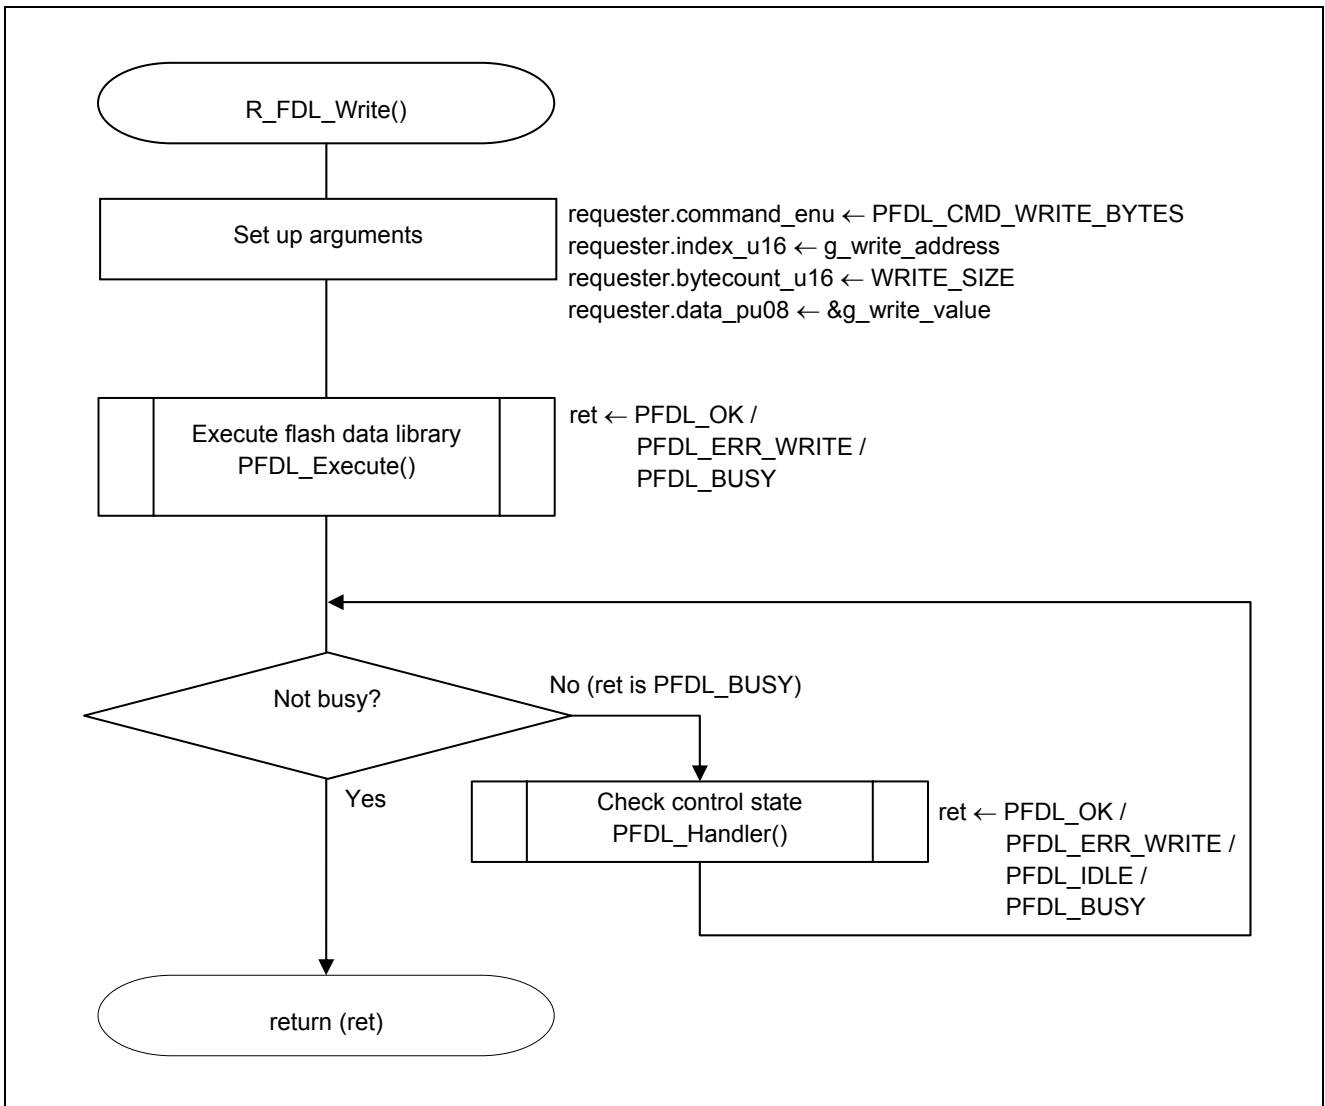 R_FDL_Write()
Set up arguments
requester.command_enu ← PFDL_CMD_WRITE_BYTES
requester.index_u16 ← g_write_address
requester.bytecount_u16 ← WRITE_SIZE
requester.data_pu08 ← &g_write_value
Execute flash data library
PFDL_Execute()
ret ← PFDL_OK /
PFDL_ERR_WRITE /
PFDL_BUSY
Not busy?
No (ret is PFDL_BUSY)
Yes
Check control state
PFDL_Handler()
ret ← PFDL_OK /
PFDL_ERR_WRITE /
PFDL_IDLE /
PFDL_BUSY
return (ret)